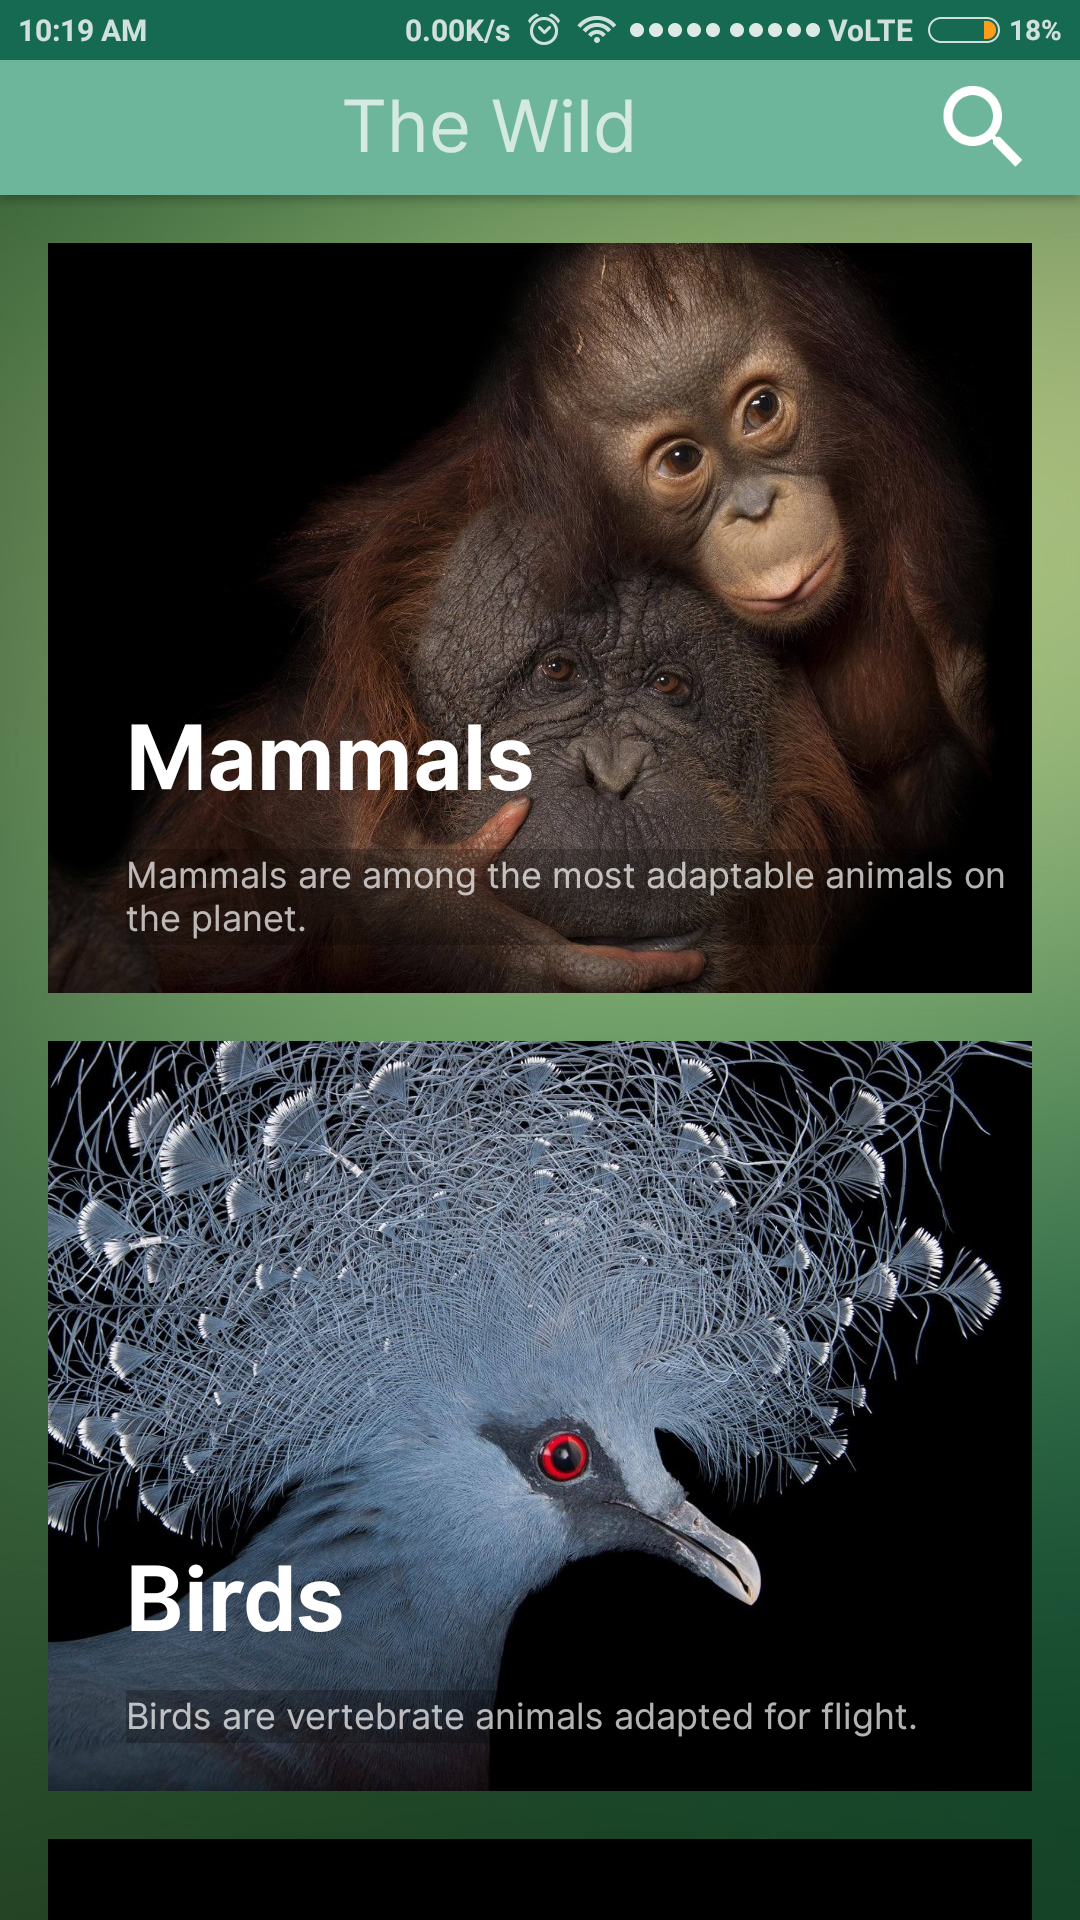 10:19 AM 0.00K/s VoLTE 18%
The Wild
Mammals
Mammals are among the most adaptable animals on
the planet.
Birds
Birds are vertebrate animals adapted for flight.